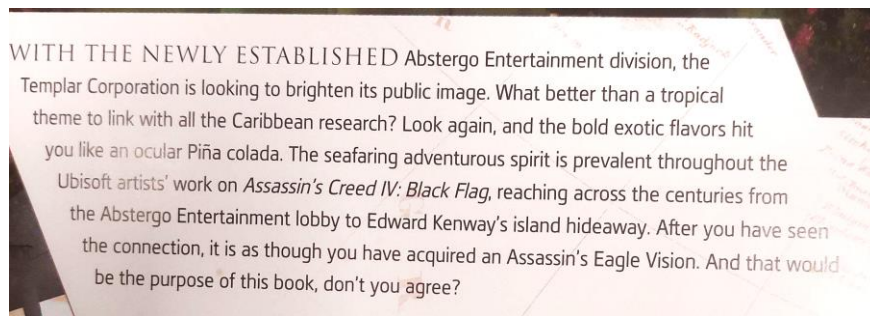 WITH THE NEWLY ESTABLISHED Abstergo Entertainment division, the
Templar Corporation is looking to brighten its public image. What better than a tropical
theme to link with all the Caribbean research? Look again, and the bold exotic flavors hit
you like an ocular Piña colada. The seafaring adventurous spirit is prevalent throughout the
Ubisoft artists' work on Assassin's Creed IV: Black Flag, reaching across the centuries from
the Abstergo Entertainment lobby to Edward Kenway's island hideaway. After you have seen
the connection, it is as though you have acquired an Assassin's Eagle Vision. And that would
be the purpose of this book, don't you agree?